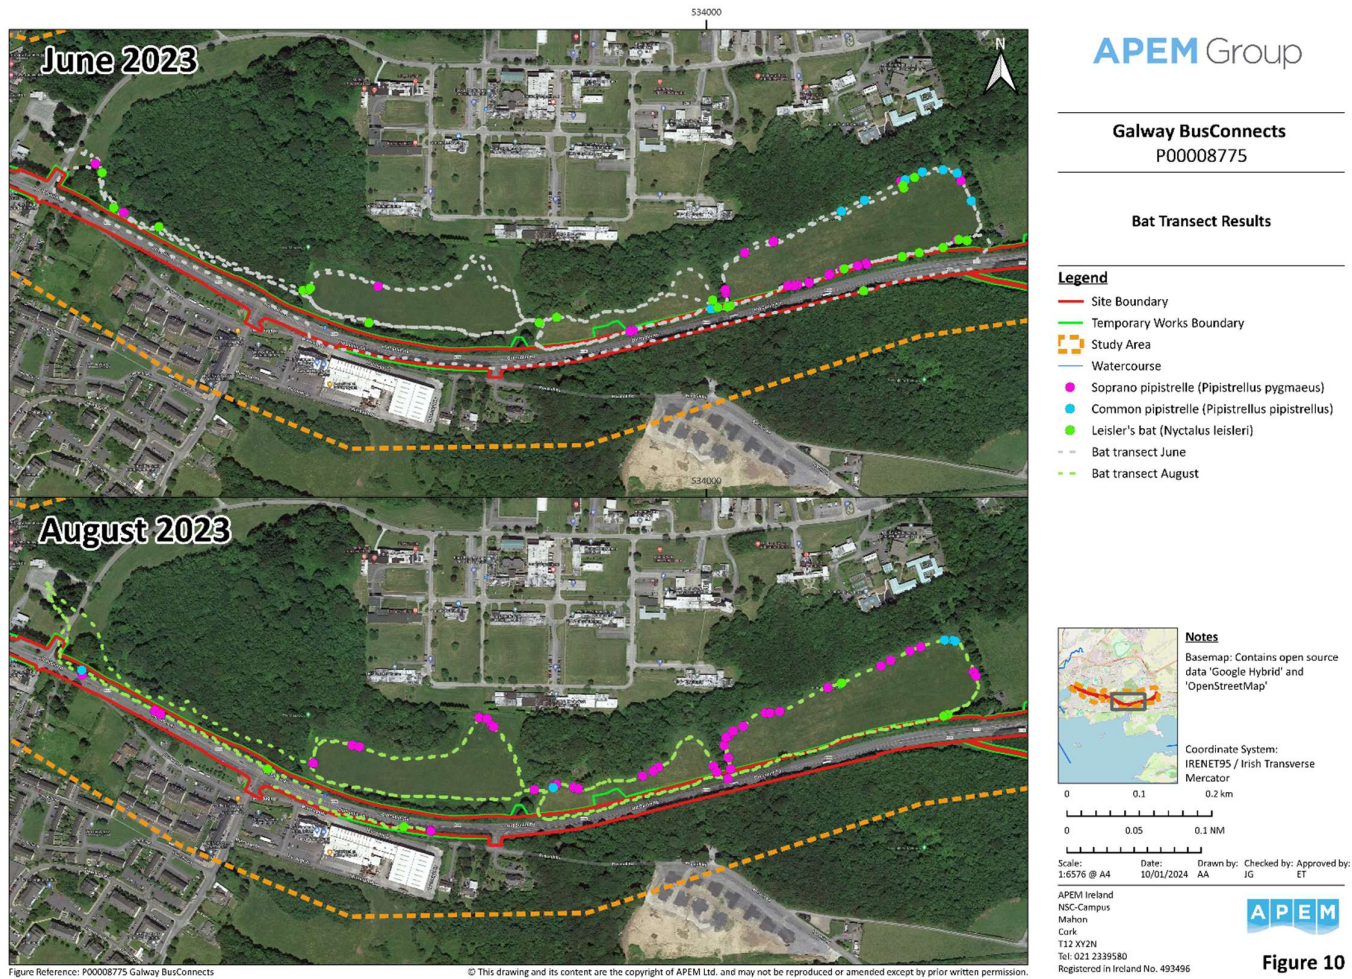 534000
June 2023
N
534000
August 2023
APEM Group
Galway BusConnects
P00008775
Bat Transect Results
Legend
Site Boundary
Temporary Works Boundary
Study Area
Watercourse
Soprano pipistrelle (Pipistrellus pygmaeus)
Common pipistrelle (Pipistrellus pipistrellus)
Leisler's bat (Nyctalus leisleri)
Bat transect June
Bat transect August
Notes
Basemap: Contains open source
data 'Google Hybrid' and
'OpenStreetMap'
Coordinate System:
IRENET95 / Irish Transverse
Mercator
0 0.1 0.2 km
0 0.05 0.1 NM
Scale: Date: Drawn by: Checked by: Approved by:
1:6576 @ A4 10/01/2024 AA JG ET
APEM Ireland
NSC-Campus
Mahon
Cork
T12 XY2N
Tel: 021 2339580
Registered in Ireland No. 493496
APEM
Figure 10
Figure Reference: P00008775 Galway BusConnects
© This drawing and its content are the copyright of APEM Ltd. and may not be reproduced or amended except by prior written permission.